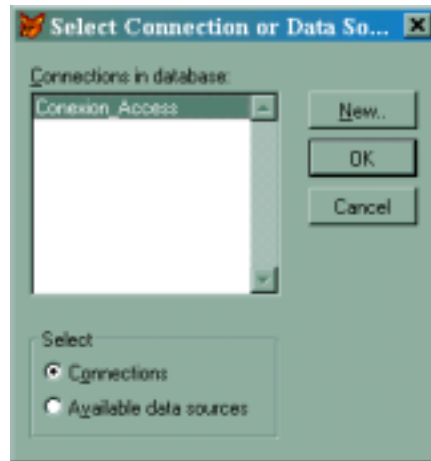 Select Connection or Data So...
Connections in database:
Conexion_Access
New..
OK
Cancel
Select
Connections
Available data sources